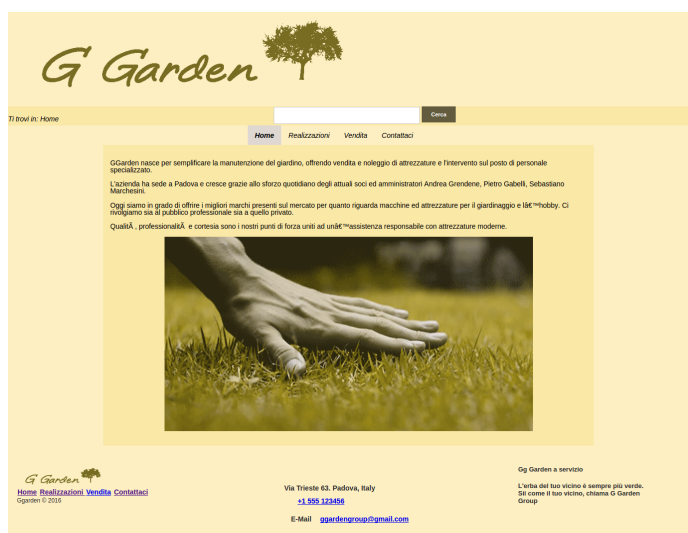 G Garden
Ti trovi in: Home
Cerca
Home Realizzazioni Vendita Contattaci
GGarden nasce per semplificare la manutenzione del giardino, offrendo vendita e noleggio di attrezzature e l'intervento sul posto di personale
specializzato.
L'azienda ha sede a Padova e cresce grazie allo sforzo quotidiano degli attuali soci ed amministratori Andrea Grendene, Pietro Gabelli, Sebastiano
Marchesini.
Oggi siamo in grado di offrire i migliori marchi presenti sul mercato per quanto riguarda macchine ed attrezzature per il giardinaggio e lâ€™hobby. Ci
rivolgiamo sia al pubblico professionale sia a quello privato.
QualitÃ , professionalitÃ  e cortesia sono i nostri punti di forza uniti ad unâ€™assistenza responsabile con attrezzature moderne.
G Garden
Home Realizzazioni Vendita Contattaci
Ggarden © 2016
Via Trieste 63. Padova, Italy
+1 555 123456
E-Mail ggardengroup@gmail.com
Gg Garden a servizio
L'erba del tuo vicino è sempre più verde.
Sii come il tuo vicino, chiama G Garden
Group